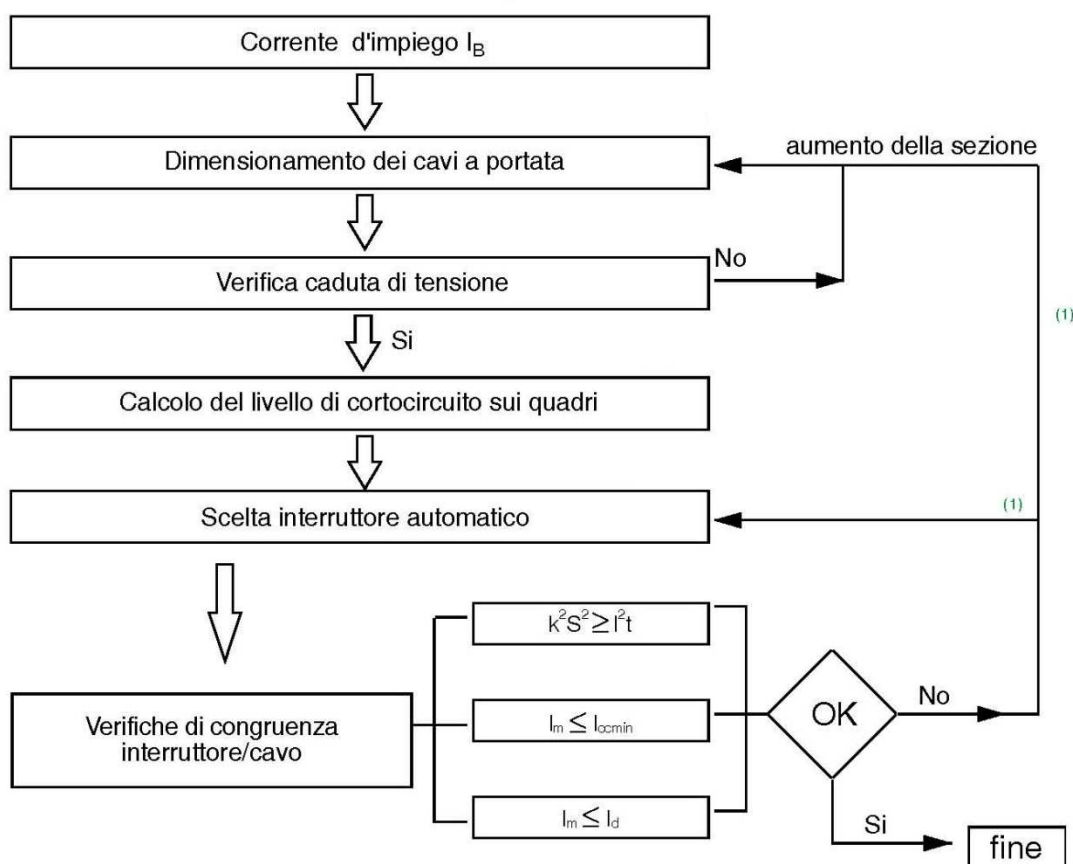 Corrente d'impiego I_B
Dimensionamento dei cavi a portata
aumento della sezione
Verifica caduta di tensione
No
Si
Calcolo del livello di cortocircuito sui quadri
(1)
Scelta interruttore automatico
(1)
Verifiche di congruenza
interruttore/cavo
k²S² ≥ I²t
I_m ≤ I_ccmin
I_m ≤ I_d
OK
No
Si
fine